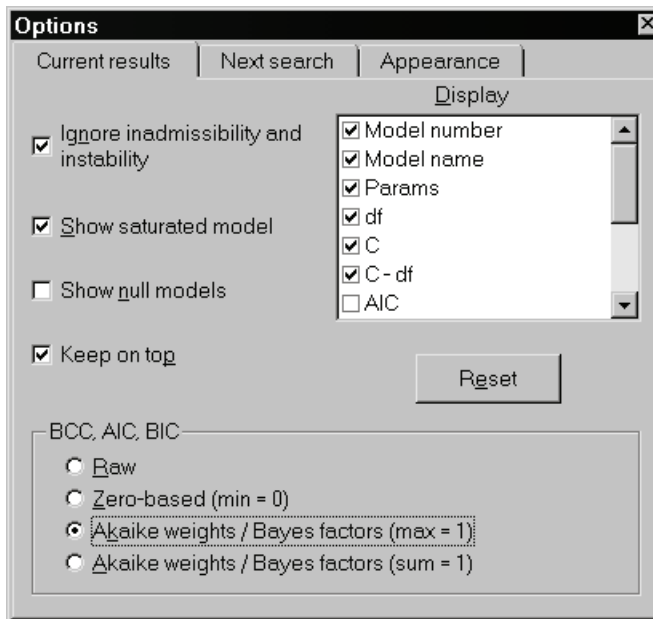 Options
Current results
Next search
Appearance
Display
Ignore inadmissibility and
instability
Show saturated model
Show null models
Keep on top
Model number
Model name
Params
df
C
C - df
AIC
Reset
BCC, AIC, BIC
Raw
Zero-based (min = 0)
Akaike weights / Bayes factors (max = 1)
Akaike weights / Bayes factors (sum = 1)